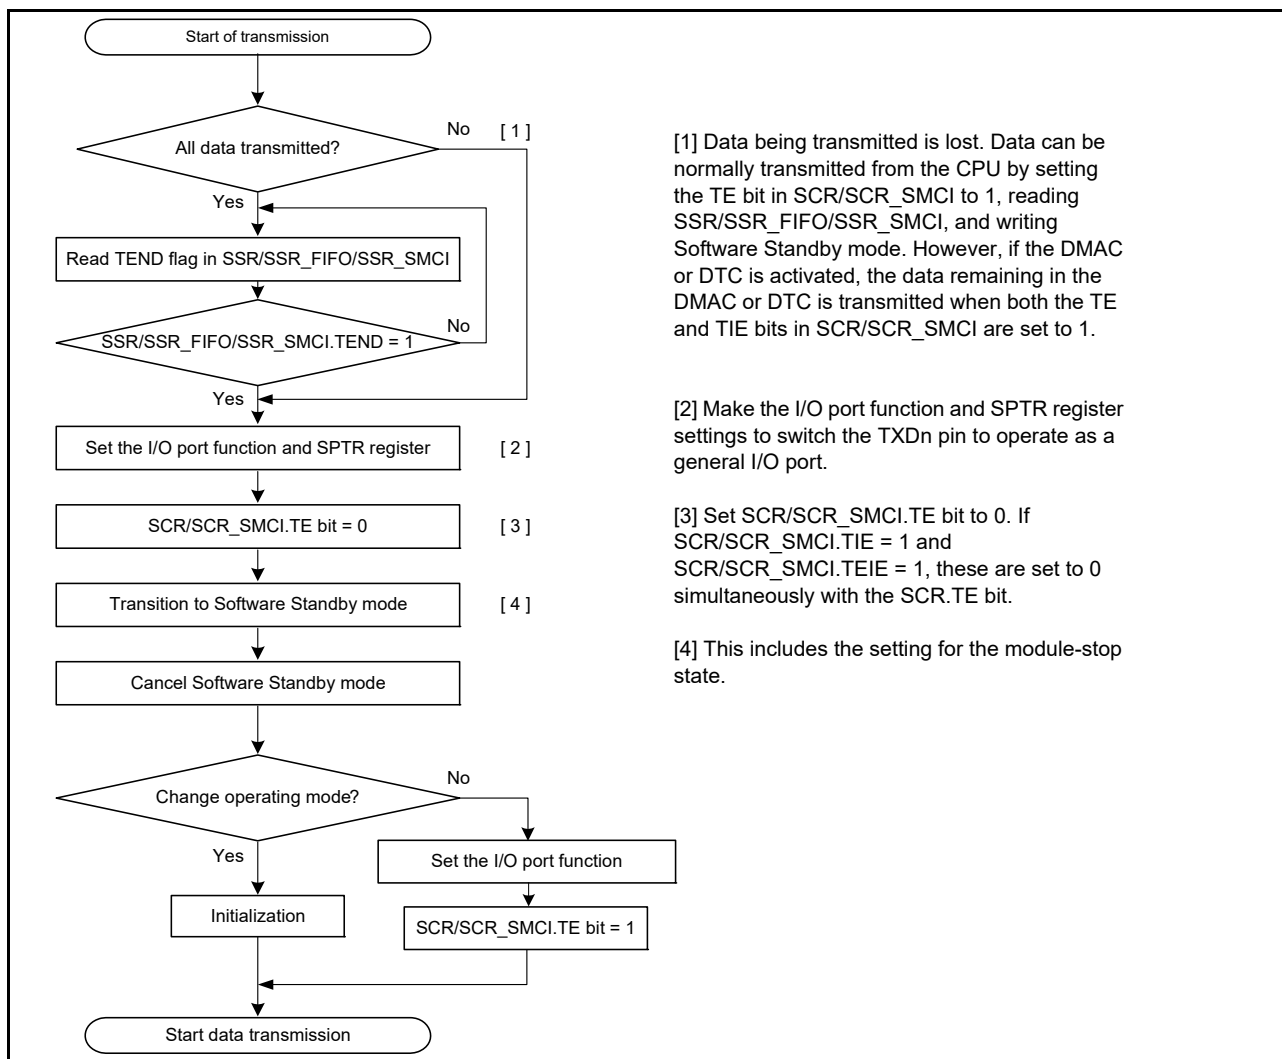 Start of transmission
All data transmitted?
No [ 1 ]
Yes
Read TEND flag in SSR/SSR_FIFO/SSR_SMCI
SSR/SSR_FIFO/SSR_SMCI.TEND = 1
No
Yes
Set the I/O port function and SPTR register
[ 2 ]
SCR/SCR_SMCI.TE bit = 0
[ 3 ]
Transition to Software Standby mode
[ 4 ]
Cancel Software Standby mode
Change operating mode?
No
Yes
Set the I/O port function
Initialization
SCR/SCR_SMCI.TE bit = 1
Start data transmission
[1] Data being transmitted is lost. Data can be
normally transmitted from the CPU by setting
the TE bit in SCR/SCR_SMCI to 1, reading
SSR/SSR_FIFO/SSR_SMCI, and writing
Software Standby mode. However, if the DMAC
or DTC is activated, the data remaining in the
DMAC or DTC is transmitted when both the TE
and TIE bits in SCR/SCR_SMCI are set to 1.
[2] Make the I/O port function and SPTR register
settings to switch the TXDn pin to operate as a
general I/O port.
[3] Set SCR/SCR_SMCI.TE bit to 0. If
SCR/SCR_SMCI.TIE = 1 and
SCR/SCR_SMCI.TEIE = 1, these are set to 0
simultaneously with the SCR.TE bit.
[4] This includes the setting for the module-stop
state.